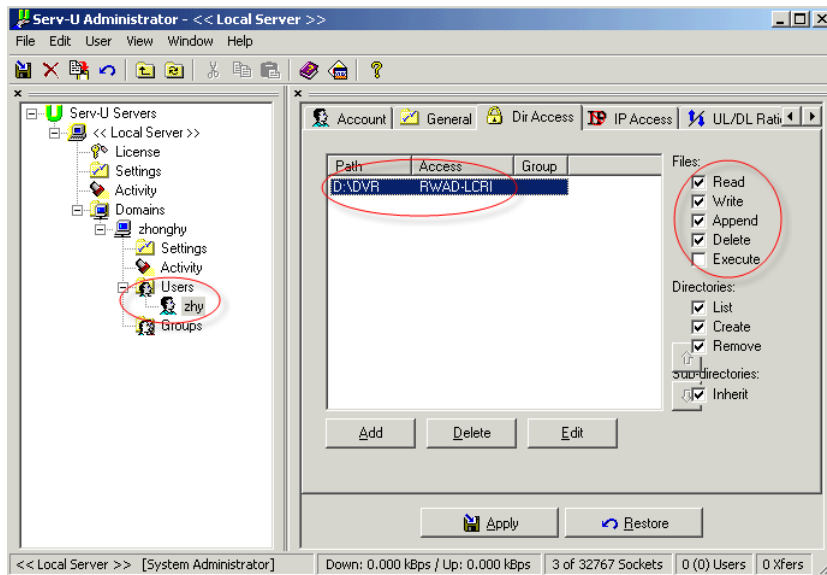 Serv-U Administrator - << Local Server >>
File Edit User View Window Help
Serv-U Servers
<< Local Server >>
License
Settings
Activity
Domains
zhonghy
Settings
Activity
Users
zhy
Groups
Account General Dir Access IP Access UL/DL Rati
Path Access Group
D:\DVR RWAD-LCRI
Files:
Read
Write
Append
Delete
Execute
Directories:
List
Create
Remove
Sub-directories:
Inherit
Add Delete Edit
Apply Restore
<< Local Server >> [System Administrator] Down: 0.000 kBps / Up: 0.000 kBps 3 of 32767 Sockets 0 (0) Users 0 Xfers